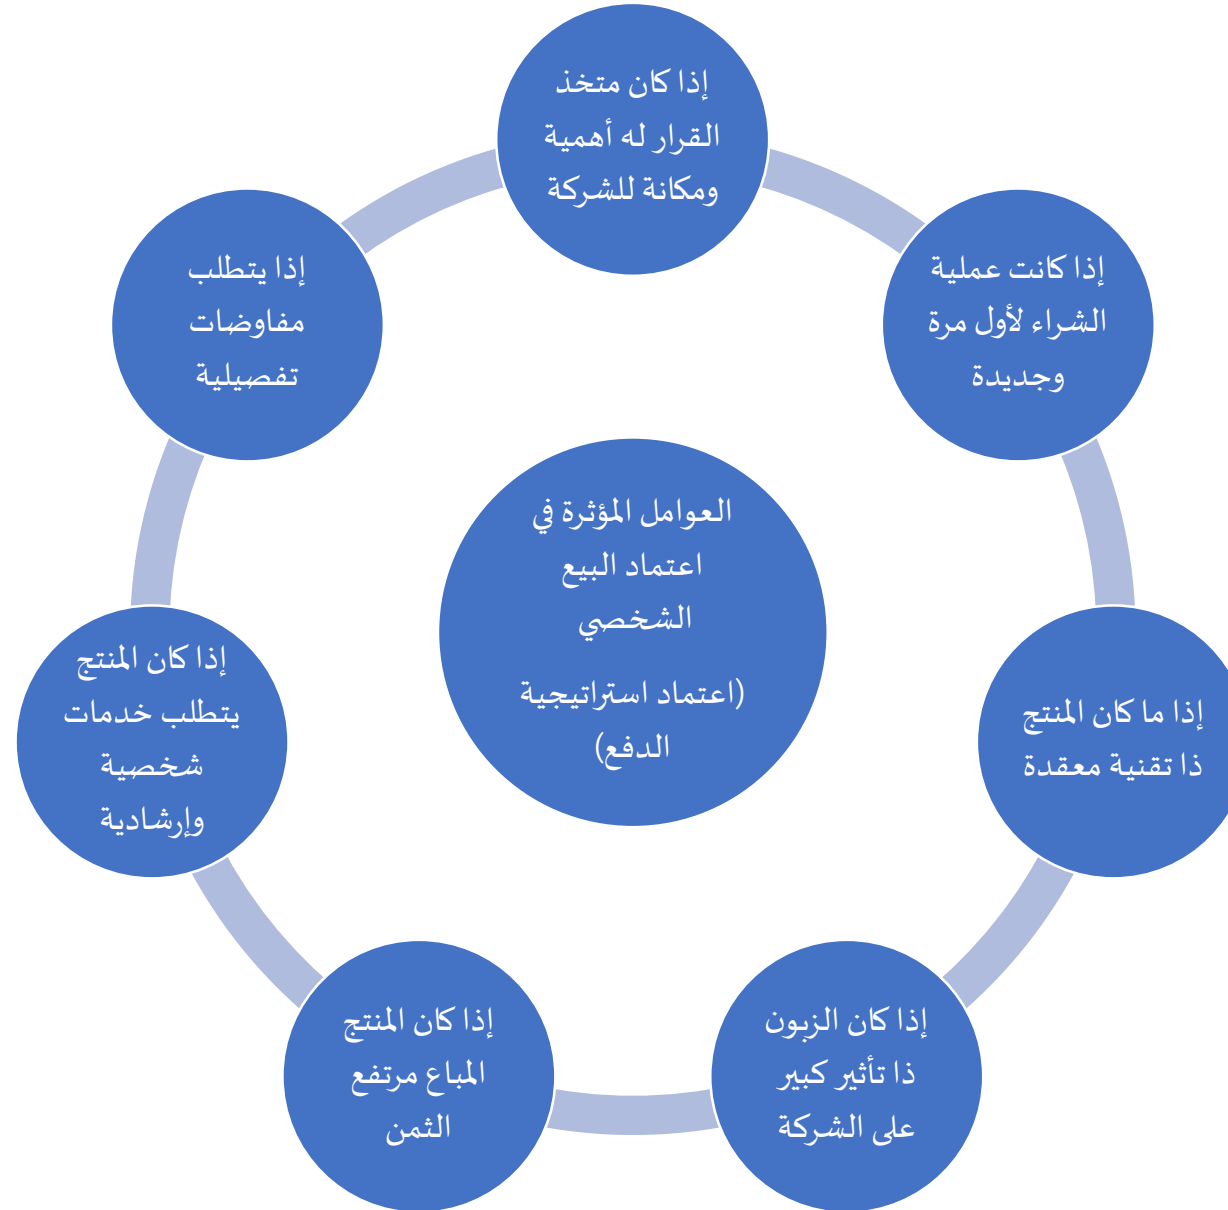 إذا كان متخذ
القرار له أهمية
ومكانة للشركة
إذا كانت عملية
الشراء لأول مرة
وجديدة
إذا ما كان المنتج
ذا تقنية معقدة
إذا كان الزبون
ذا تأثير كبير
على الشركة
إذا كان المنتج
المباع مرتفع
الثمن
إذا كان المنتج
يتطلب خدمات
شخصية
وإرشادية
إذا يتطلب
مفاوضات
تفصيلية
العوامل المؤثرة في
اعتماد البيع
الشخصي
(اعتماد استراتيجية
الدفع)